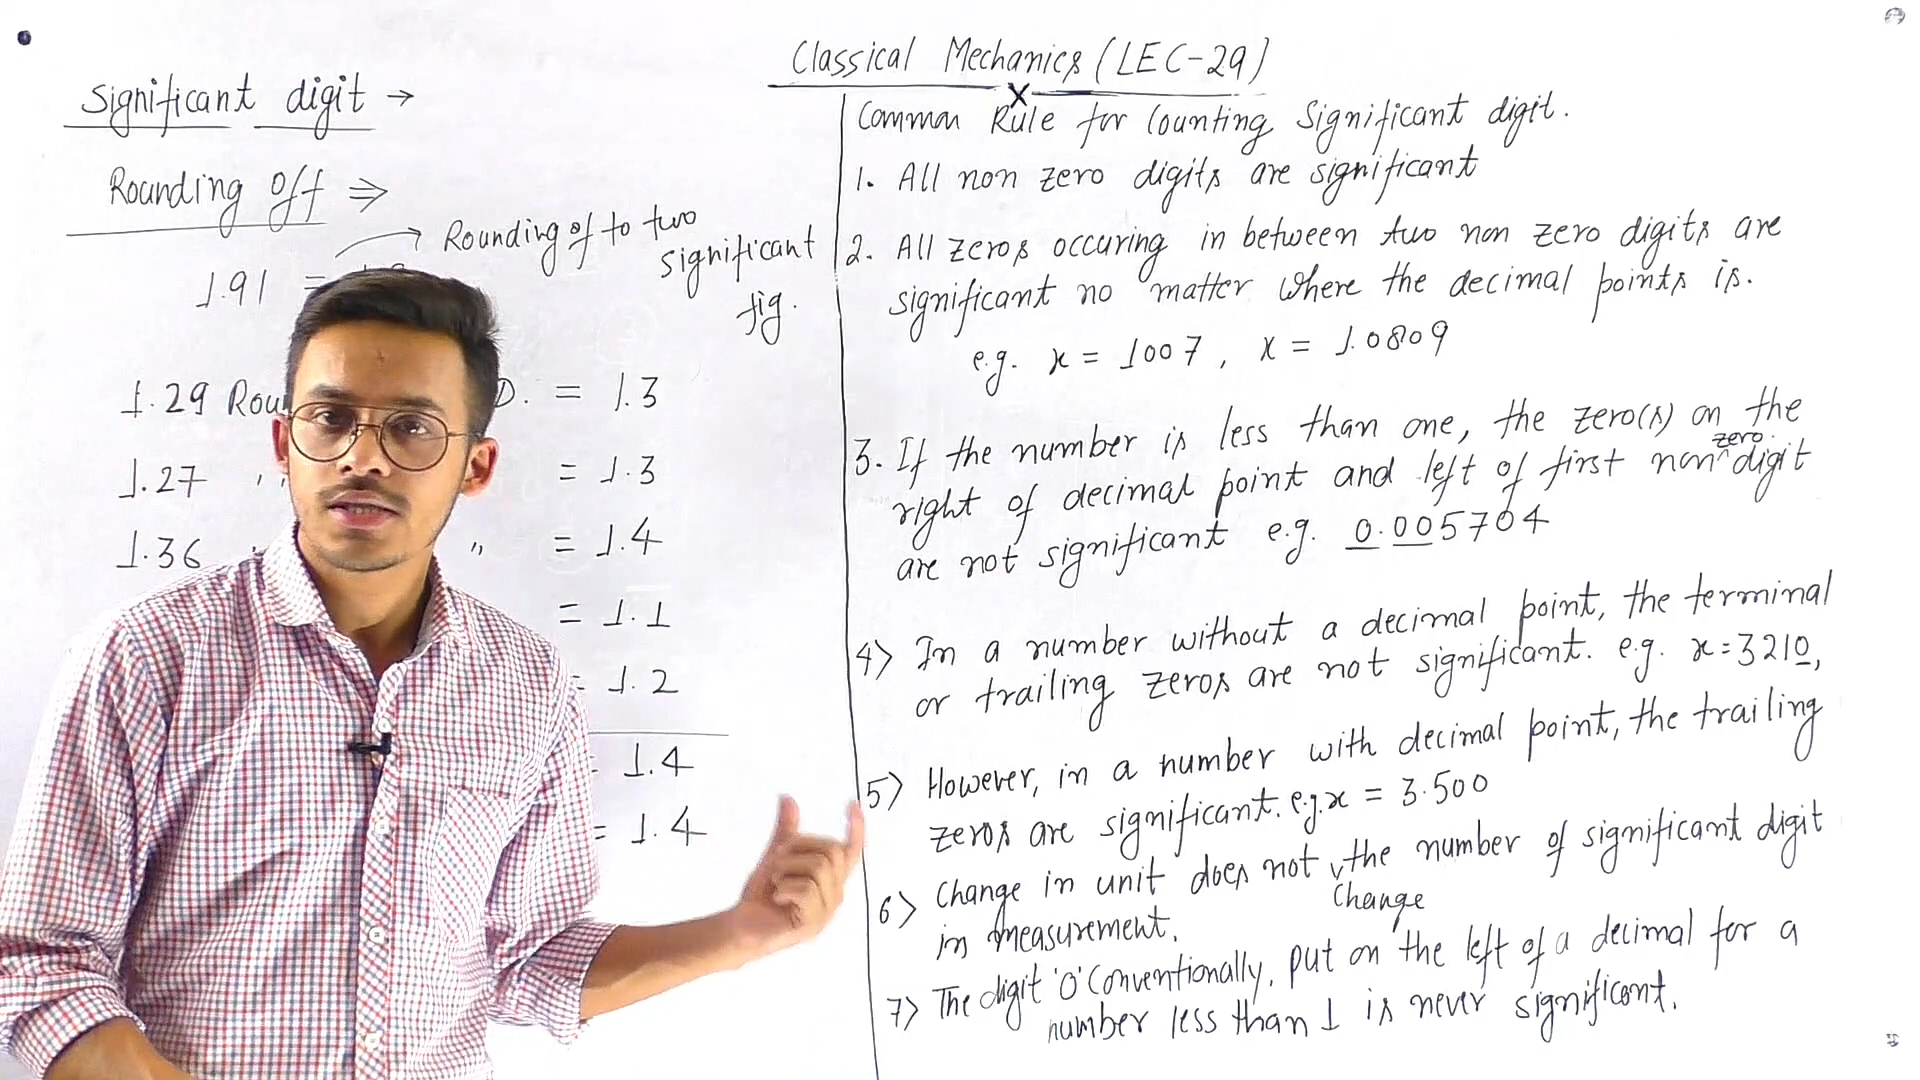 Classical Mechanics (LEC-29)
x
Significant digit →
Rounding Off ⇒
→ Rounding of to two
significant
fig.
1.91 =
1.29 Rou D. = 1.3
1.27 ,, = 1.3
1.36 " = 1.4
= 1.1
= 1.2
= 1.4
= 1.4
Common Rule for Counting Significant digit.
1. All non zero digits are significant
2. All zeros occuring in between two non zero digits are
significant no matter where the decimal points is.
e.g. x = 1007, x = 1.0809
3. If the number is less than one, the zero(s) on the
right of decimal point and left of first non zero digit
are not significant e.g. 0.005704
4) In a number without a decimal point, the terminal
or trailing zeros are not significant. e.g. x=3210,
5) However, in a number with decimal point, the trailing
zeros are significant. e.g. x = 3.500
6) Change in unit does not change the number of significant digit
in measurement.
7) The digit 'O' Conventionally, put on the left of a decimal for a
number less than 1 is never significant.